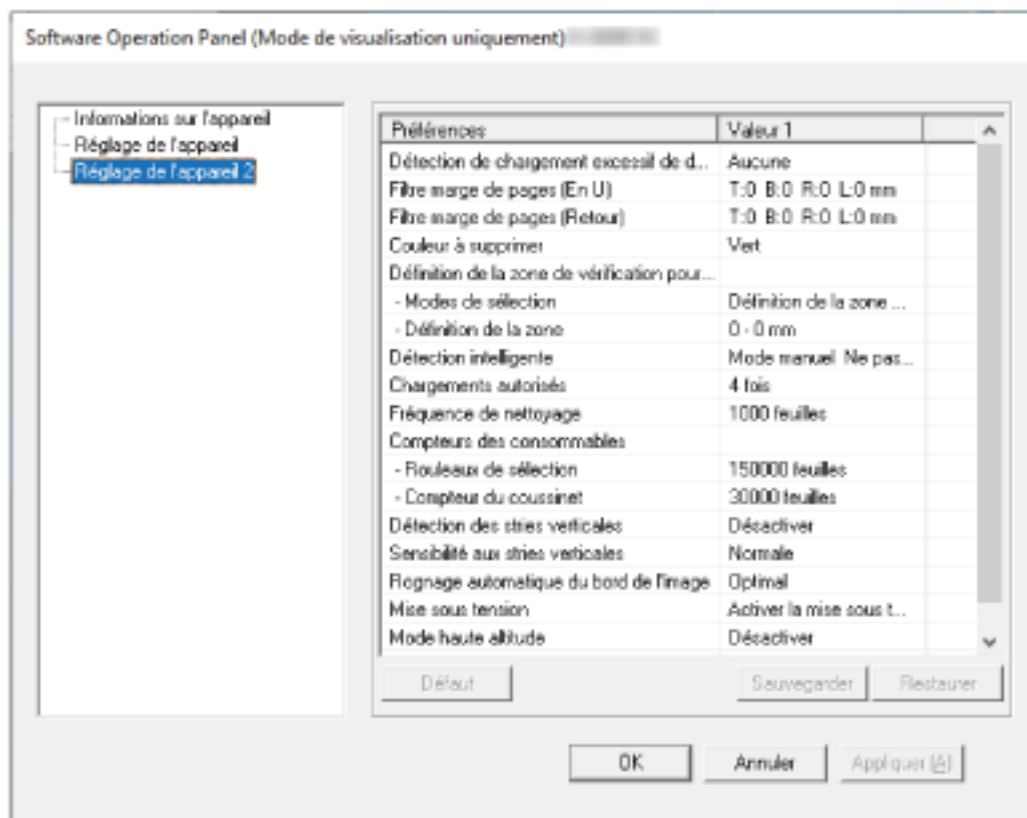 Software Operation Panel (Mode de visualisation uniquement)
Informations sur l'appareil
Réglage de l'appareil
Réglage de l'appareil 2
Préférences Valeur 1
Détection de chargement excessif de d... Aucune
Filtre marge de pages (En U) T:0 B:0 R:0 L:0 mm
Filtre marge de pages (Retour) T:0 B:0 R:0 L:0 mm
Couleur à supprimer Vert
Définition de la zone de vérification pour...
- Modes de sélection Définition de la zone ...
- Définition de la zone 0 - 0 mm
Détection intelligente Mode manuel Ne pas...
Chargements autorisés 4 fois
Fréquence de nettoyage 1000 feuilles
Compteurs des consommables
- Rouleaux de sélection 150000 feuilles
- Compteur du coussinet 30000 feuilles
Détection des stries verticales Désactiver
Sensibilité aux stries verticales Normale
Rognage automatique du bord de l'image Optimal
Mise sous tension Activer la mise sous t...
Mode haute altitude Désactiver
Défaut Sauvegarder Restaurer
OK Annuler Appliquer (A)